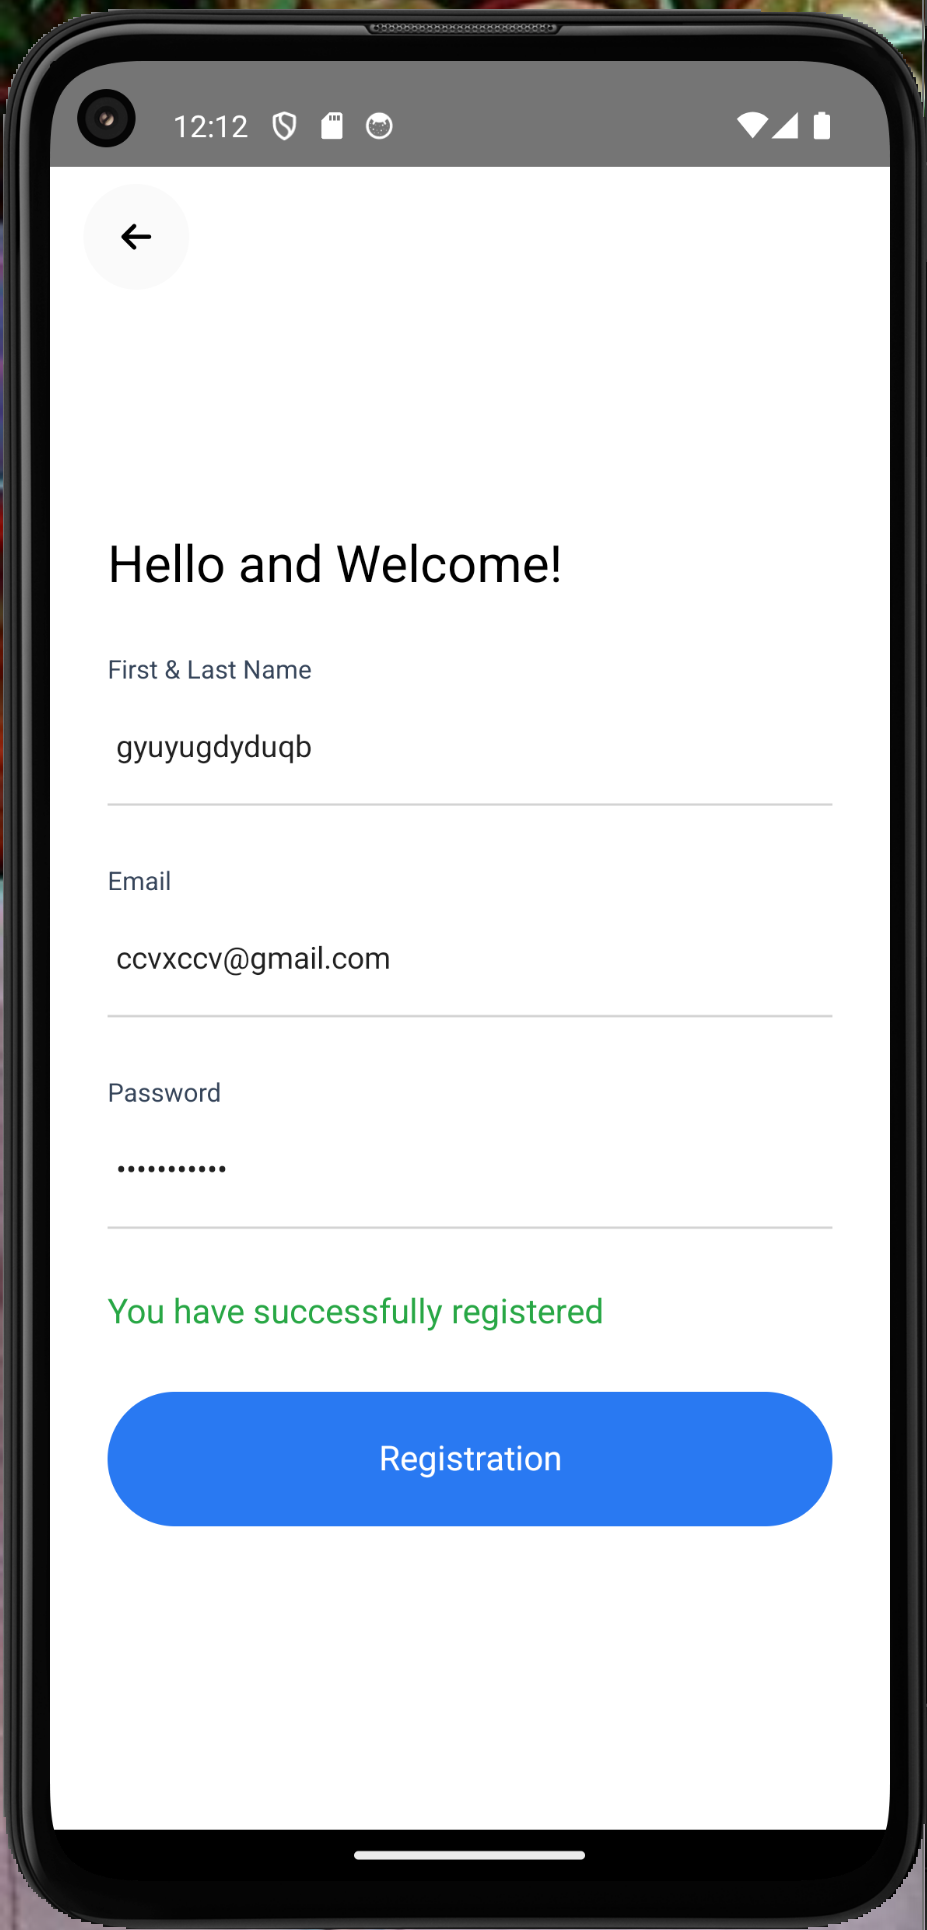 12:12
Hello and Welcome!
First & Last Name
gyuyugdyduqb
Email
ccvxccv@gmail.com
Password
•••••••••••
You have successfully registered
Registration